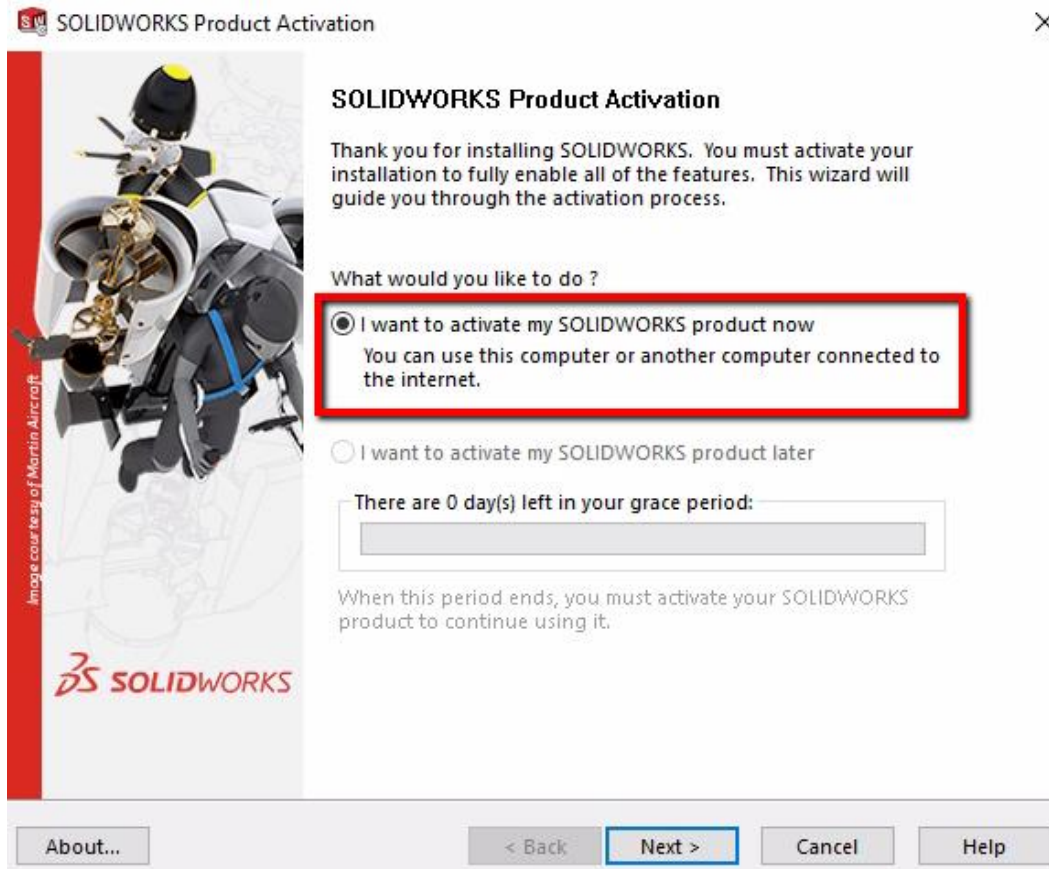 SOLIDWORKS Product Activation
SOLIDWORKS Product Activation
Thank you for installing SOLIDWORKS. You must activate your
installation to fully enable all of the features. This wizard will
guide you through the activation process.
What would you like to do ?
I want to activate my SOLIDWORKS product now
You can use this computer or another computer connected to
the internet.
I want to activate my SOLIDWORKS product later
There are 0 day(s) left in your grace period:
When this period ends, you must activate your SOLIDWORKS
product to continue using it.
Image courtesy of Martin Aircraft
SOLIDWORKS
About...
< Back
Next >
Cancel
Help